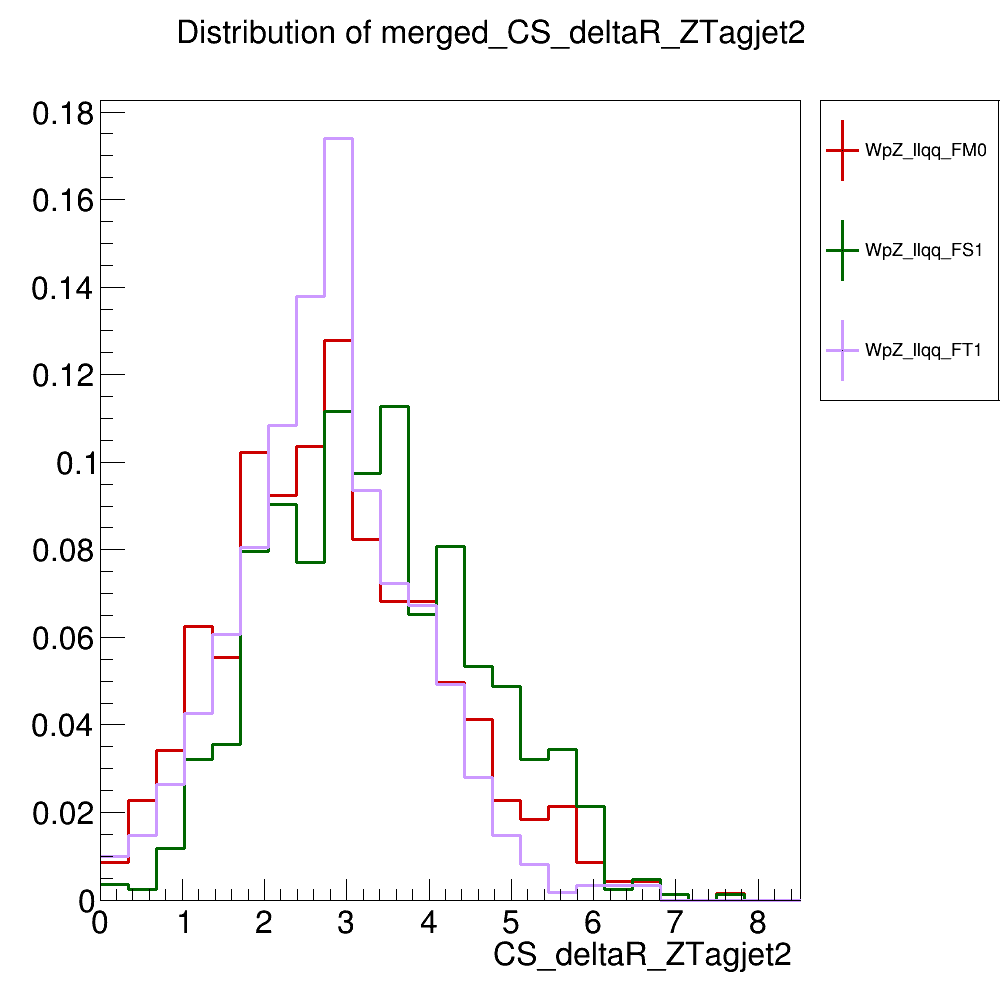 Distribution of merged_CS_deltaR_ZTagjet2
0.18
0.16
0.14
0.12
0.1
0.08
0.06
0.04
0.02
0
0 1 2 3 4 5 6 7 8
CS_deltaR_ZTagjet2
WpZ_llqq_FM0
WpZ_llqq_FS1
WpZ_llqq_FT1